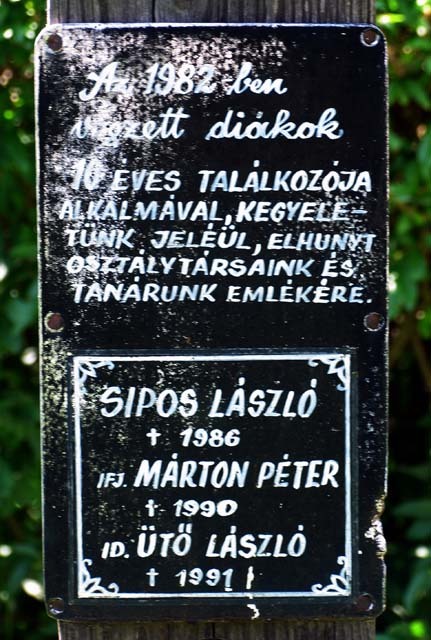 Az 1982 ben
végzett diákok
10 ÉVES TALÁLKOZÓJA
ALKALMÁVAL, KEGYELE-
TÜNK JELÉÜL, ELHUNYT
OSZTÁLYTÁRSAINK ÉS
TANÁRUNK EMLÉKÉRE.
SIPOS LÁSZLÓ
† 1986
IFJ. MÁRTON PÉTER
† 1990
ID. ÜTŐ LÁSZLÓ
† 1991